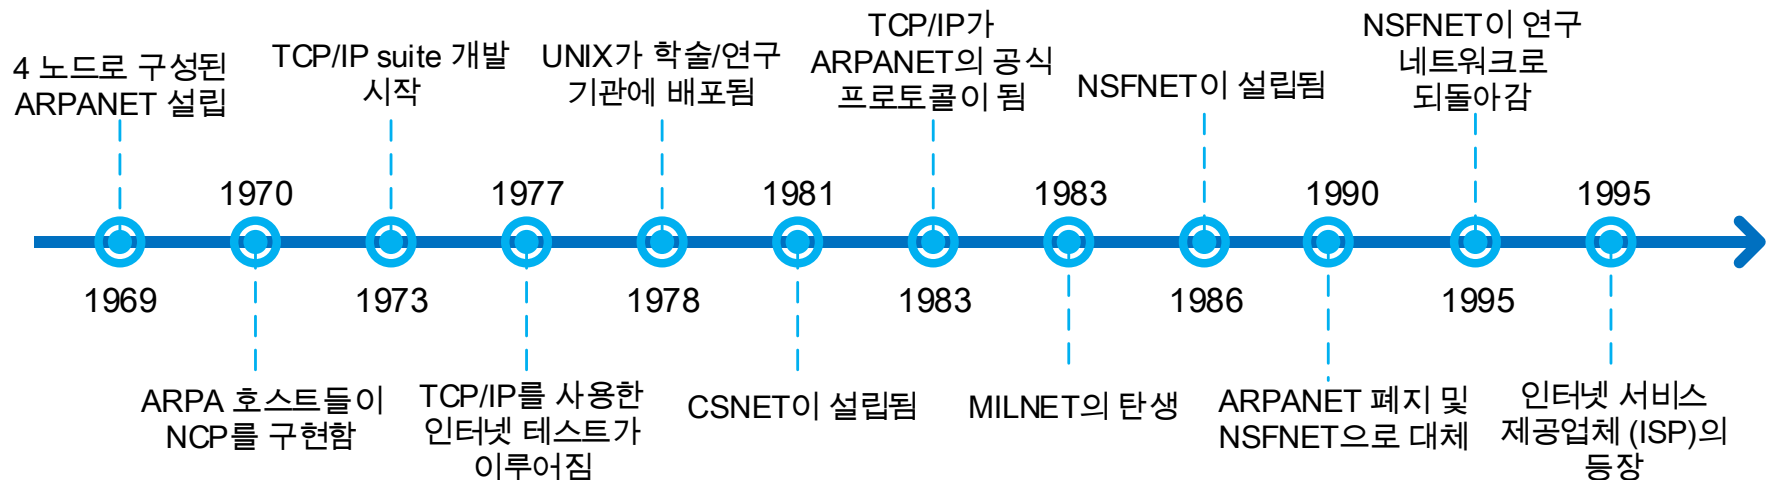 4 노드로 구성된
ARPANET 설립
1969
1970
ARPA 호스트들이
NCP를 구현함
TCP/IP suite 개발
시작
1973
1977
TCP/IP를 사용한
인터넷 테스트가
이루어짐
UNIX가 학술/연구
기관에 배포됨
1978
1981
CSNET이 설립됨
TCP/IP가
ARPANET의 공식
프로토콜이 됨
1983
1983
MILNET의 탄생
NSFNET이 설립됨
1986
1990
ARPANET 폐지 및
NSFNET으로 대체
NSFNET이 연구
네트워크로
되돌아감
1995
1995
인터넷 서비스
제공업체 (ISP)의
등장